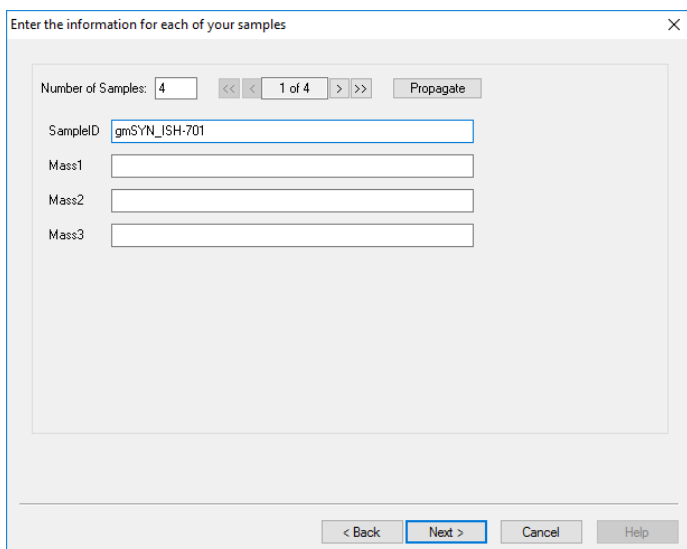 Enter the information for each of your samples
Number of Samples: 4 << < 1 of 4 > >> Propagate
SampleID gmSYN_ISH-701
Mass1
Mass2
Mass3
< Back Next > Cancel Help